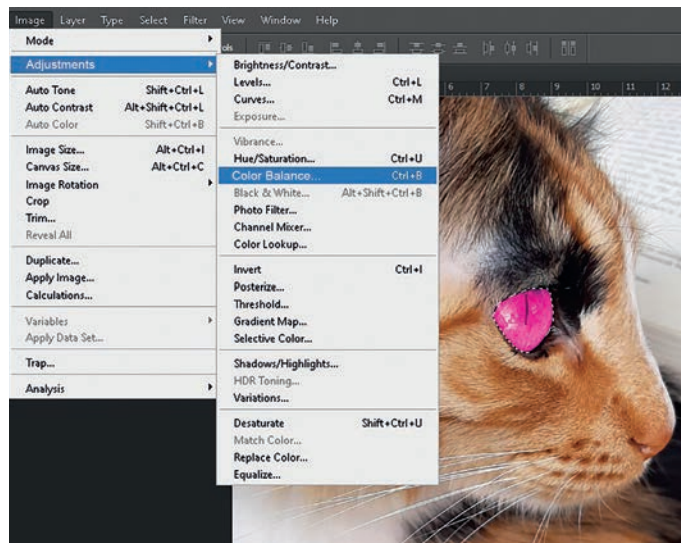 Image Layer Type Select Filter View Window Help
Mode
Adjustments
Auto Tone Shift+Ctrl+L
Auto Contrast Alt+Shift+Ctrl+L
Auto Color Shift+Ctrl+B
Image Size... Alt+Ctrl+I
Canvas Size... Alt+Ctrl+C
Image Rotation
Crop
Trim...
Reveal All
Duplicate...
Apply Image...
Calculations...
Variables
Apply Data Set...
Trap...
Analysis
ols
Brightness/Contrast...
Levels... Ctrl+L
Curves... Ctrl+M
Exposure...
Vibrance...
Hue/Saturation... Ctrl+U
Color Balance... Ctrl+B
Black & White... Alt+Shift+Ctrl+B
Photo Filter...
Channel Mixer...
Color Lookup...
Invert Ctrl+I
Posterize...
Threshold...
Gradient Map...
Selective Color...
Shadows/Highlights...
HDR Toning...
Variations...
Desaturate Shift+Ctrl+U
Match Color...
Replace Color...
Equalize...
6 7 8 9 10 11 12